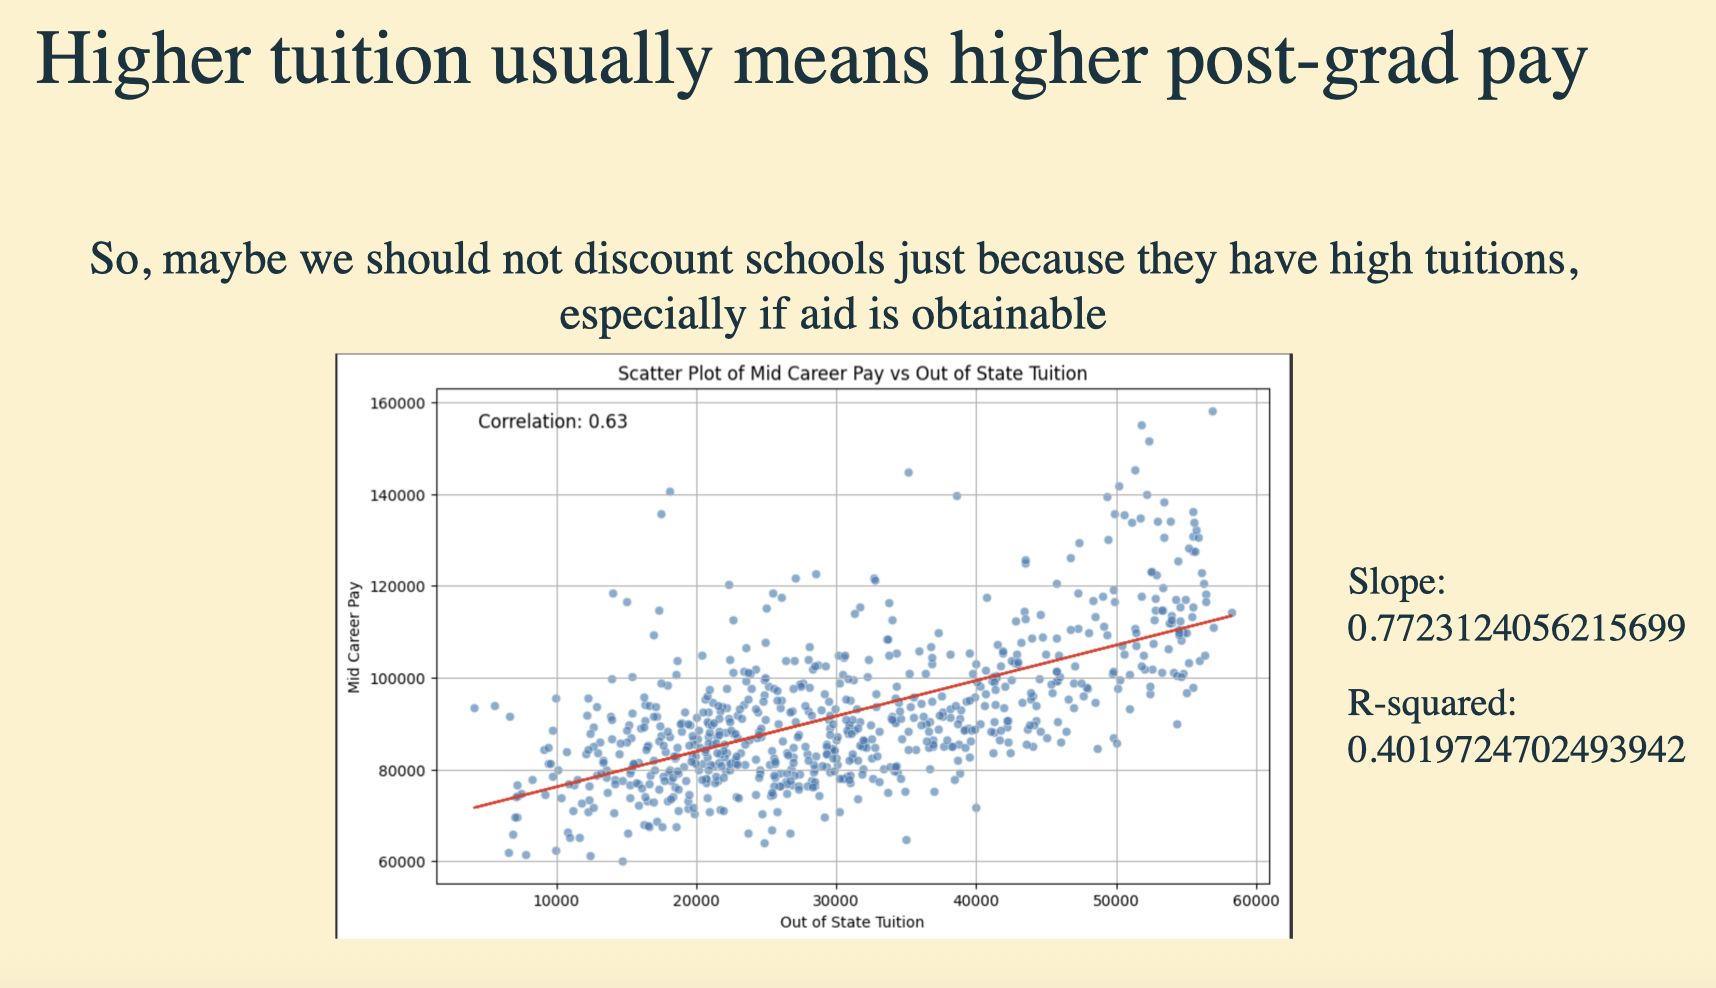 Higher tuition usually means higher post-grad pay
So, maybe we should not discount schools just because they have high tuitions,
especially if aid is obtainable
Scatter Plot of Mid Career Pay vs Out of State Tuition
Correlation: 0.63
160000
140000
120000
100000
80000
60000
Mid Career Pay
10000 20000 30000 40000 50000 60000
Out of State Tuition
Slope:
0.7723124056215699
R-squared:
0.4019724702493942